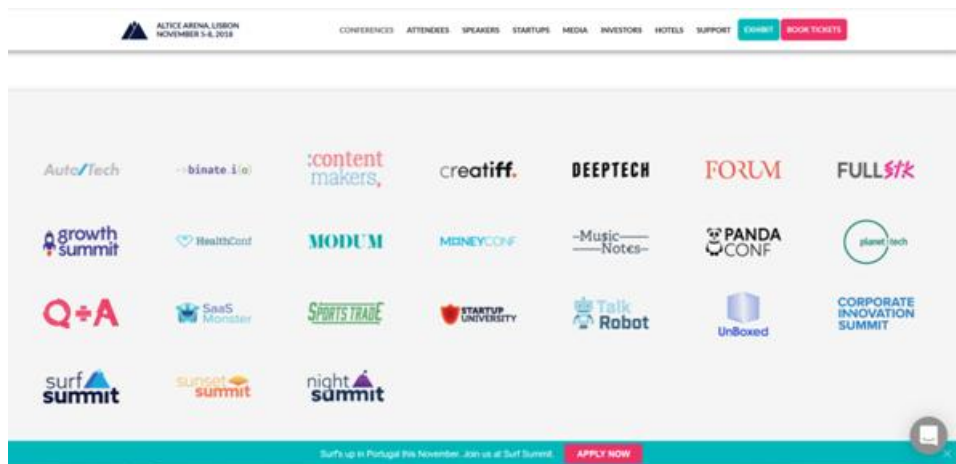 ALTICE ARENA, LISBON
NOVEMBER 5-8, 2018
CONFERENCES ATTENDEES SPEAKERS STARTUPS MEDIA INVESTORS HOTELS SUPPORT EXHIBIT BOOK TICKETS
Auto/Tech
binate.i(o)
:content
makers,
creatiff.
DEEPTECH
FORUM
FULLSTK
growth
summit
HealthConf
MODUM
MONEYCONF
-Music
Notes-
PANDA
CONF
planet:tech
Q+A
SaaS
Monster
SPORTS TRADE
STARTUP
UNIVERSITY
Talk
Robot
UnBoxed
CORPORATE
INNOVATION
SUMMIT
surf
summit
sunset
summit
night
summit
Surf's up in Portugal this November. Join us at Surf Summit. APPLY NOW